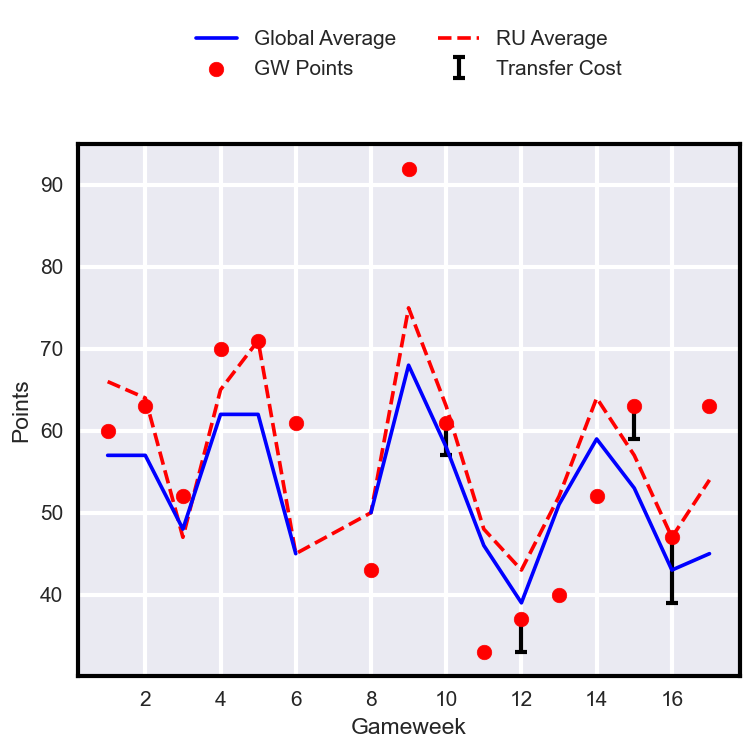 Global Average
RU Average
GW Points
Transfer Cost
90
80
70
60
50
40
Points
2 4 6 8 10 12 14 16
Gameweek